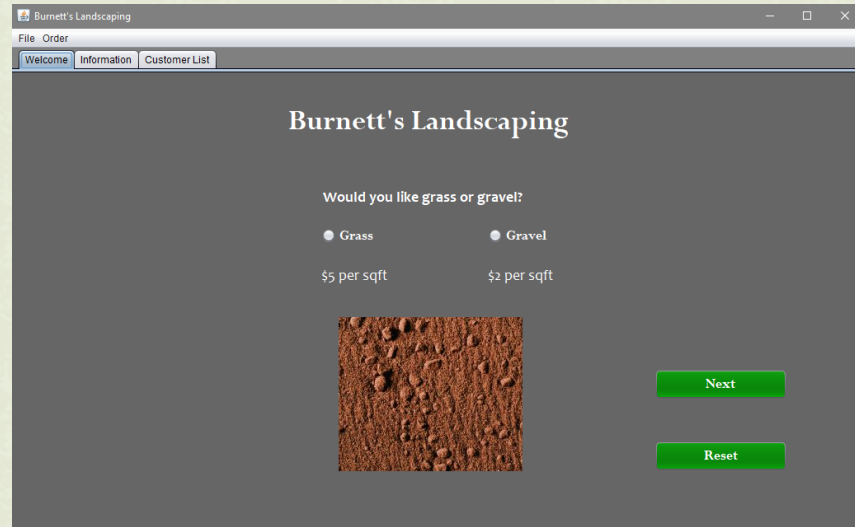 Burnett's Landscaping
File Order
Welcome Information Customer List
Burnett's Landscaping
Would you like grass or gravel?
Grass Gravel
$5 per sqft $2 per sqft
Next
Reset